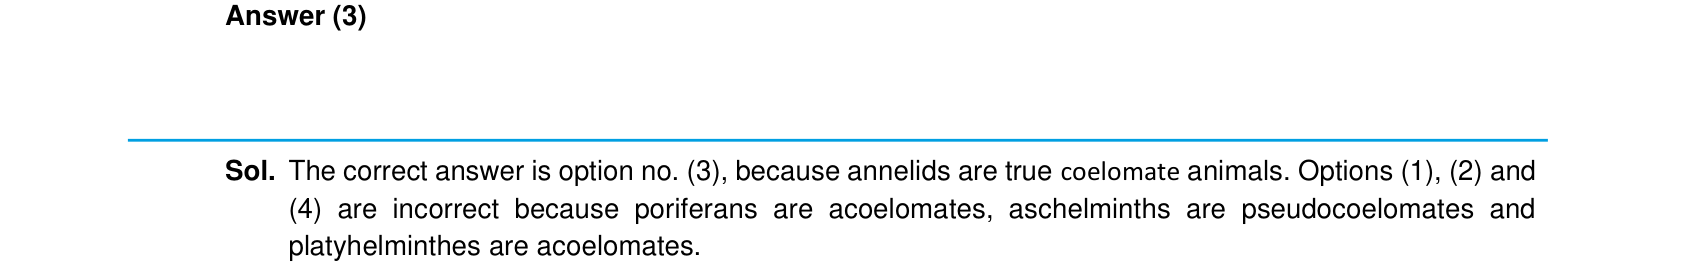 Answer (3)
Sol. The correct answer is option no. (3), because annelids are true coelomate animals. Options (1), (2) and
(4) are incorrect because poriferans are acoelomates, aschelminths are pseudocoelomates and
platyhelminthes are acoelomates.